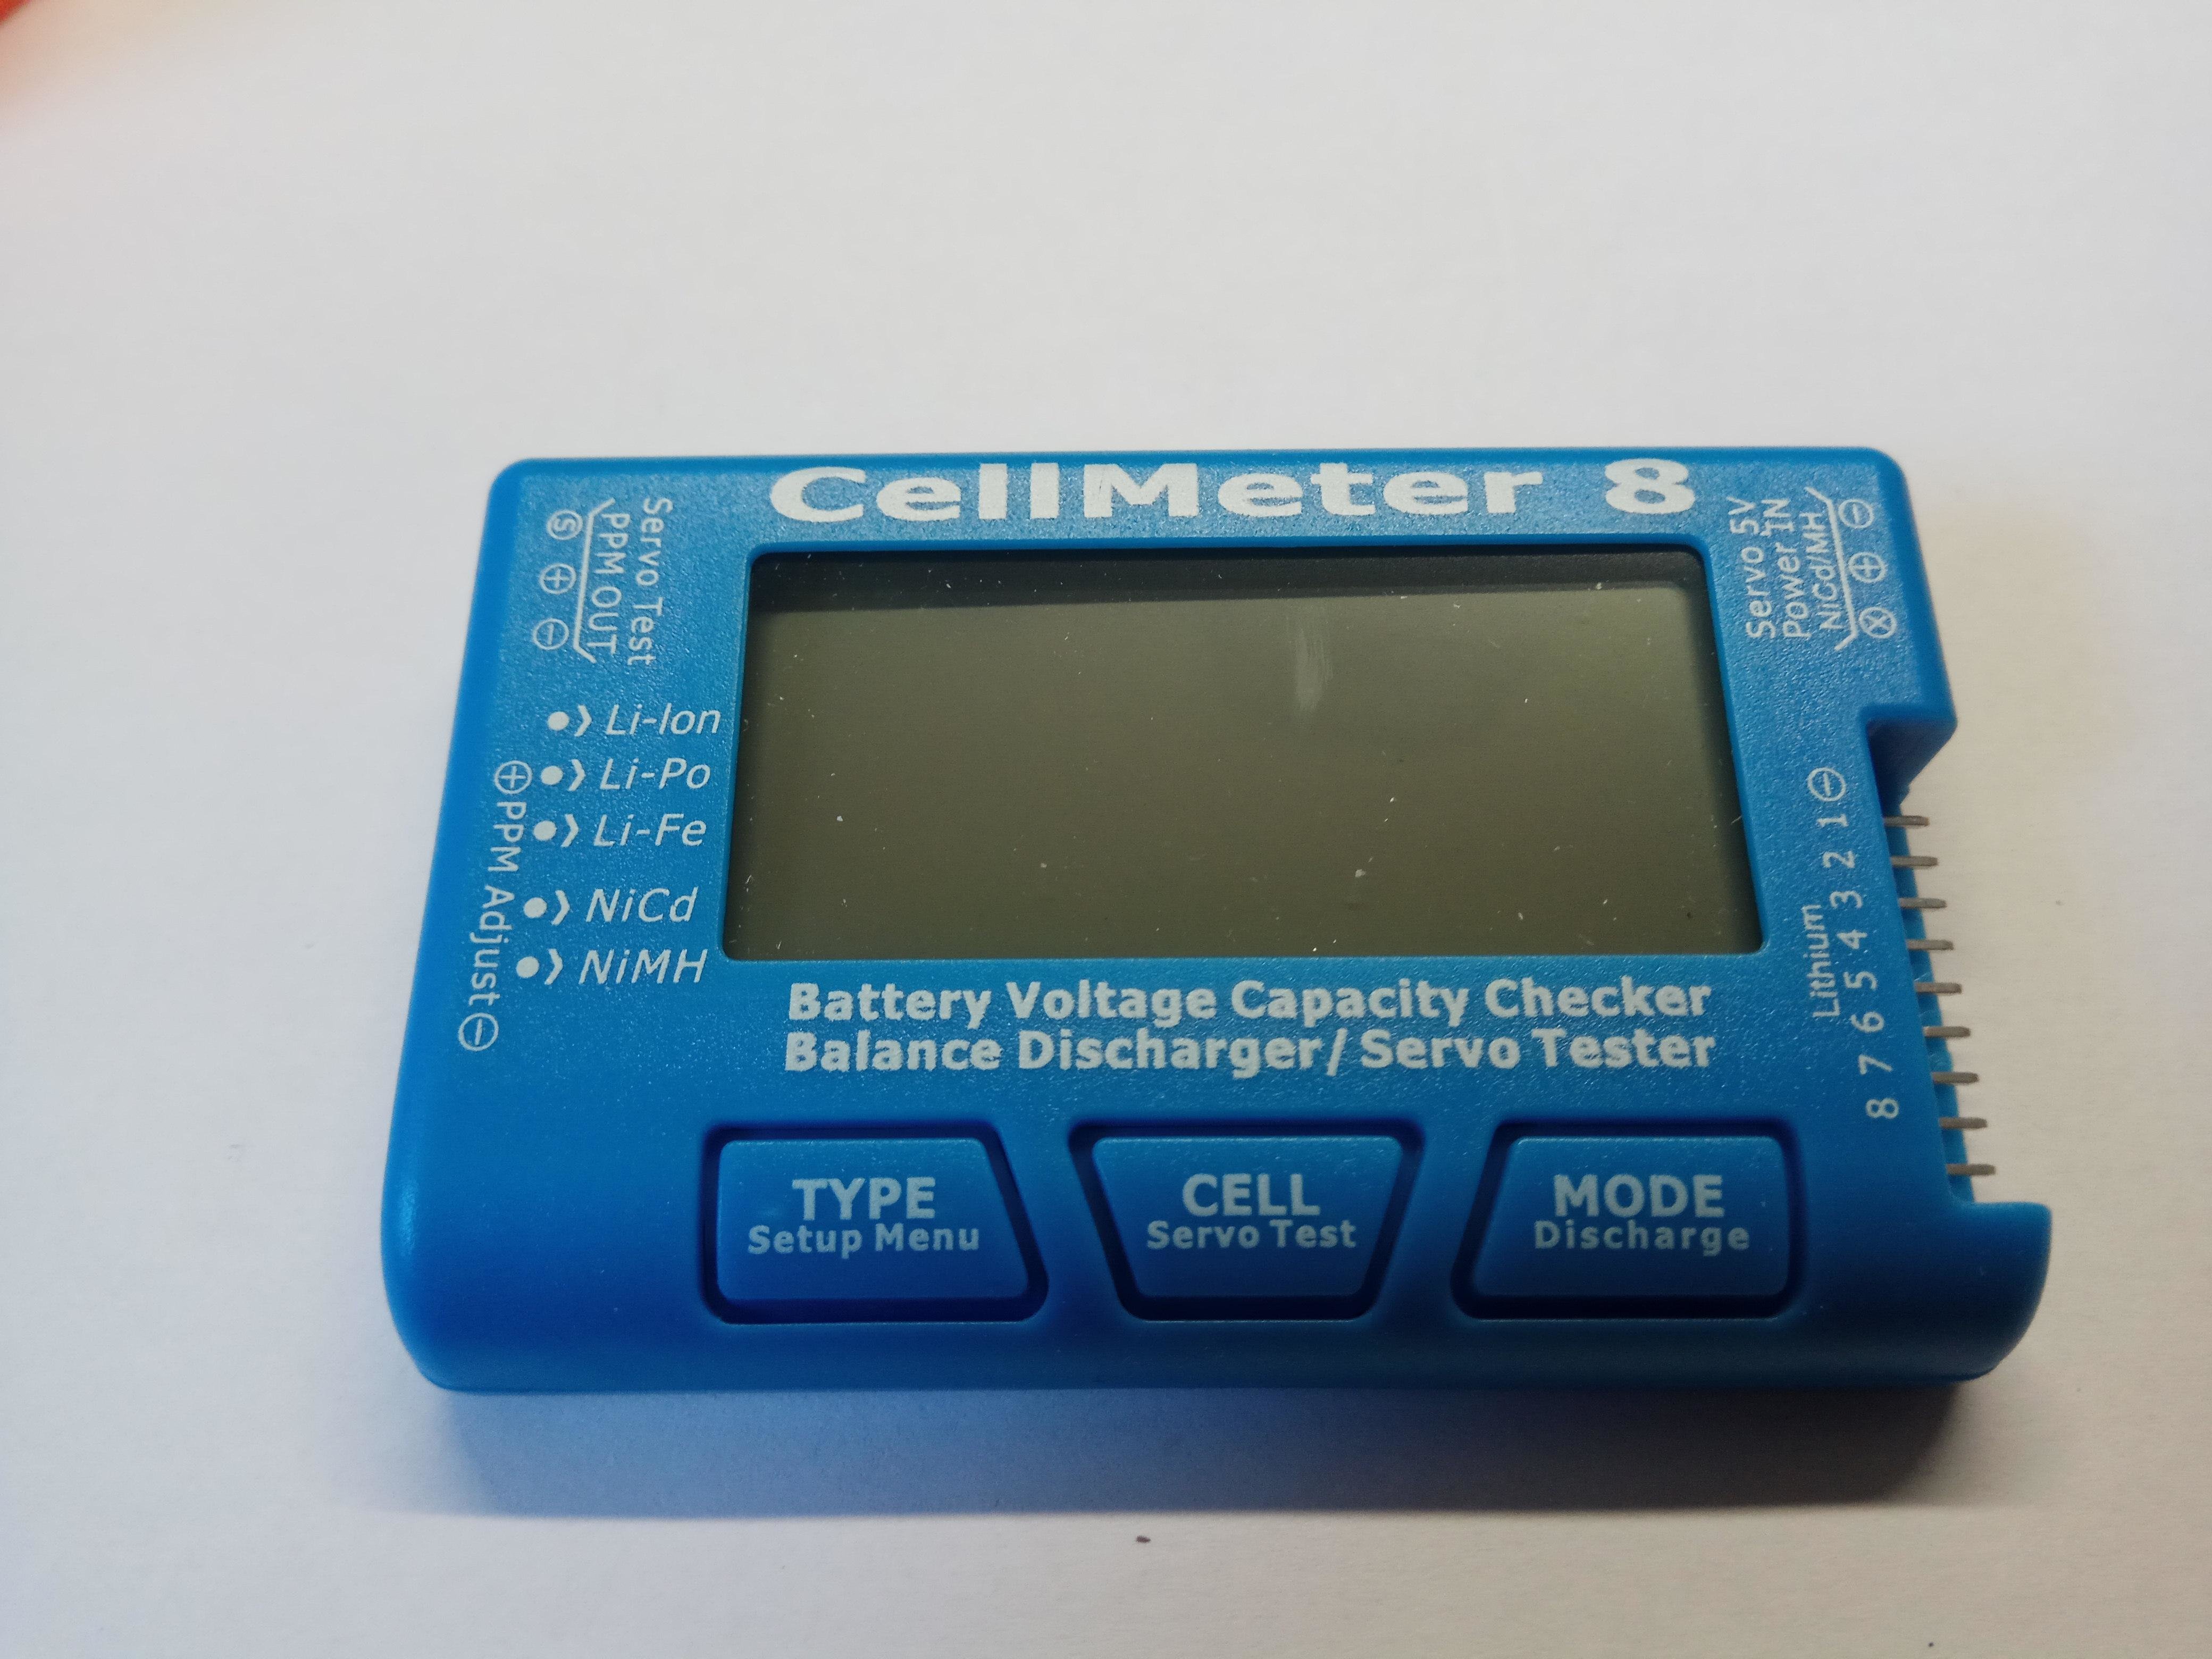 CellMeter 8
Servo Test
PPM OUT
S + −
Servo 5V
Power IN
NiCd/MH
− + ×
Li-Ion
Li-Po
Li-Fe
NiCd
NiMH
+ PPM Adjust −
Lithium
8 7 6 5 4 3 2 1 −
Battery Voltage Capacity Checker
Balance Discharger/ Servo Tester
TYPE
Setup Menu
CELL
Servo Test
MODE
Discharge